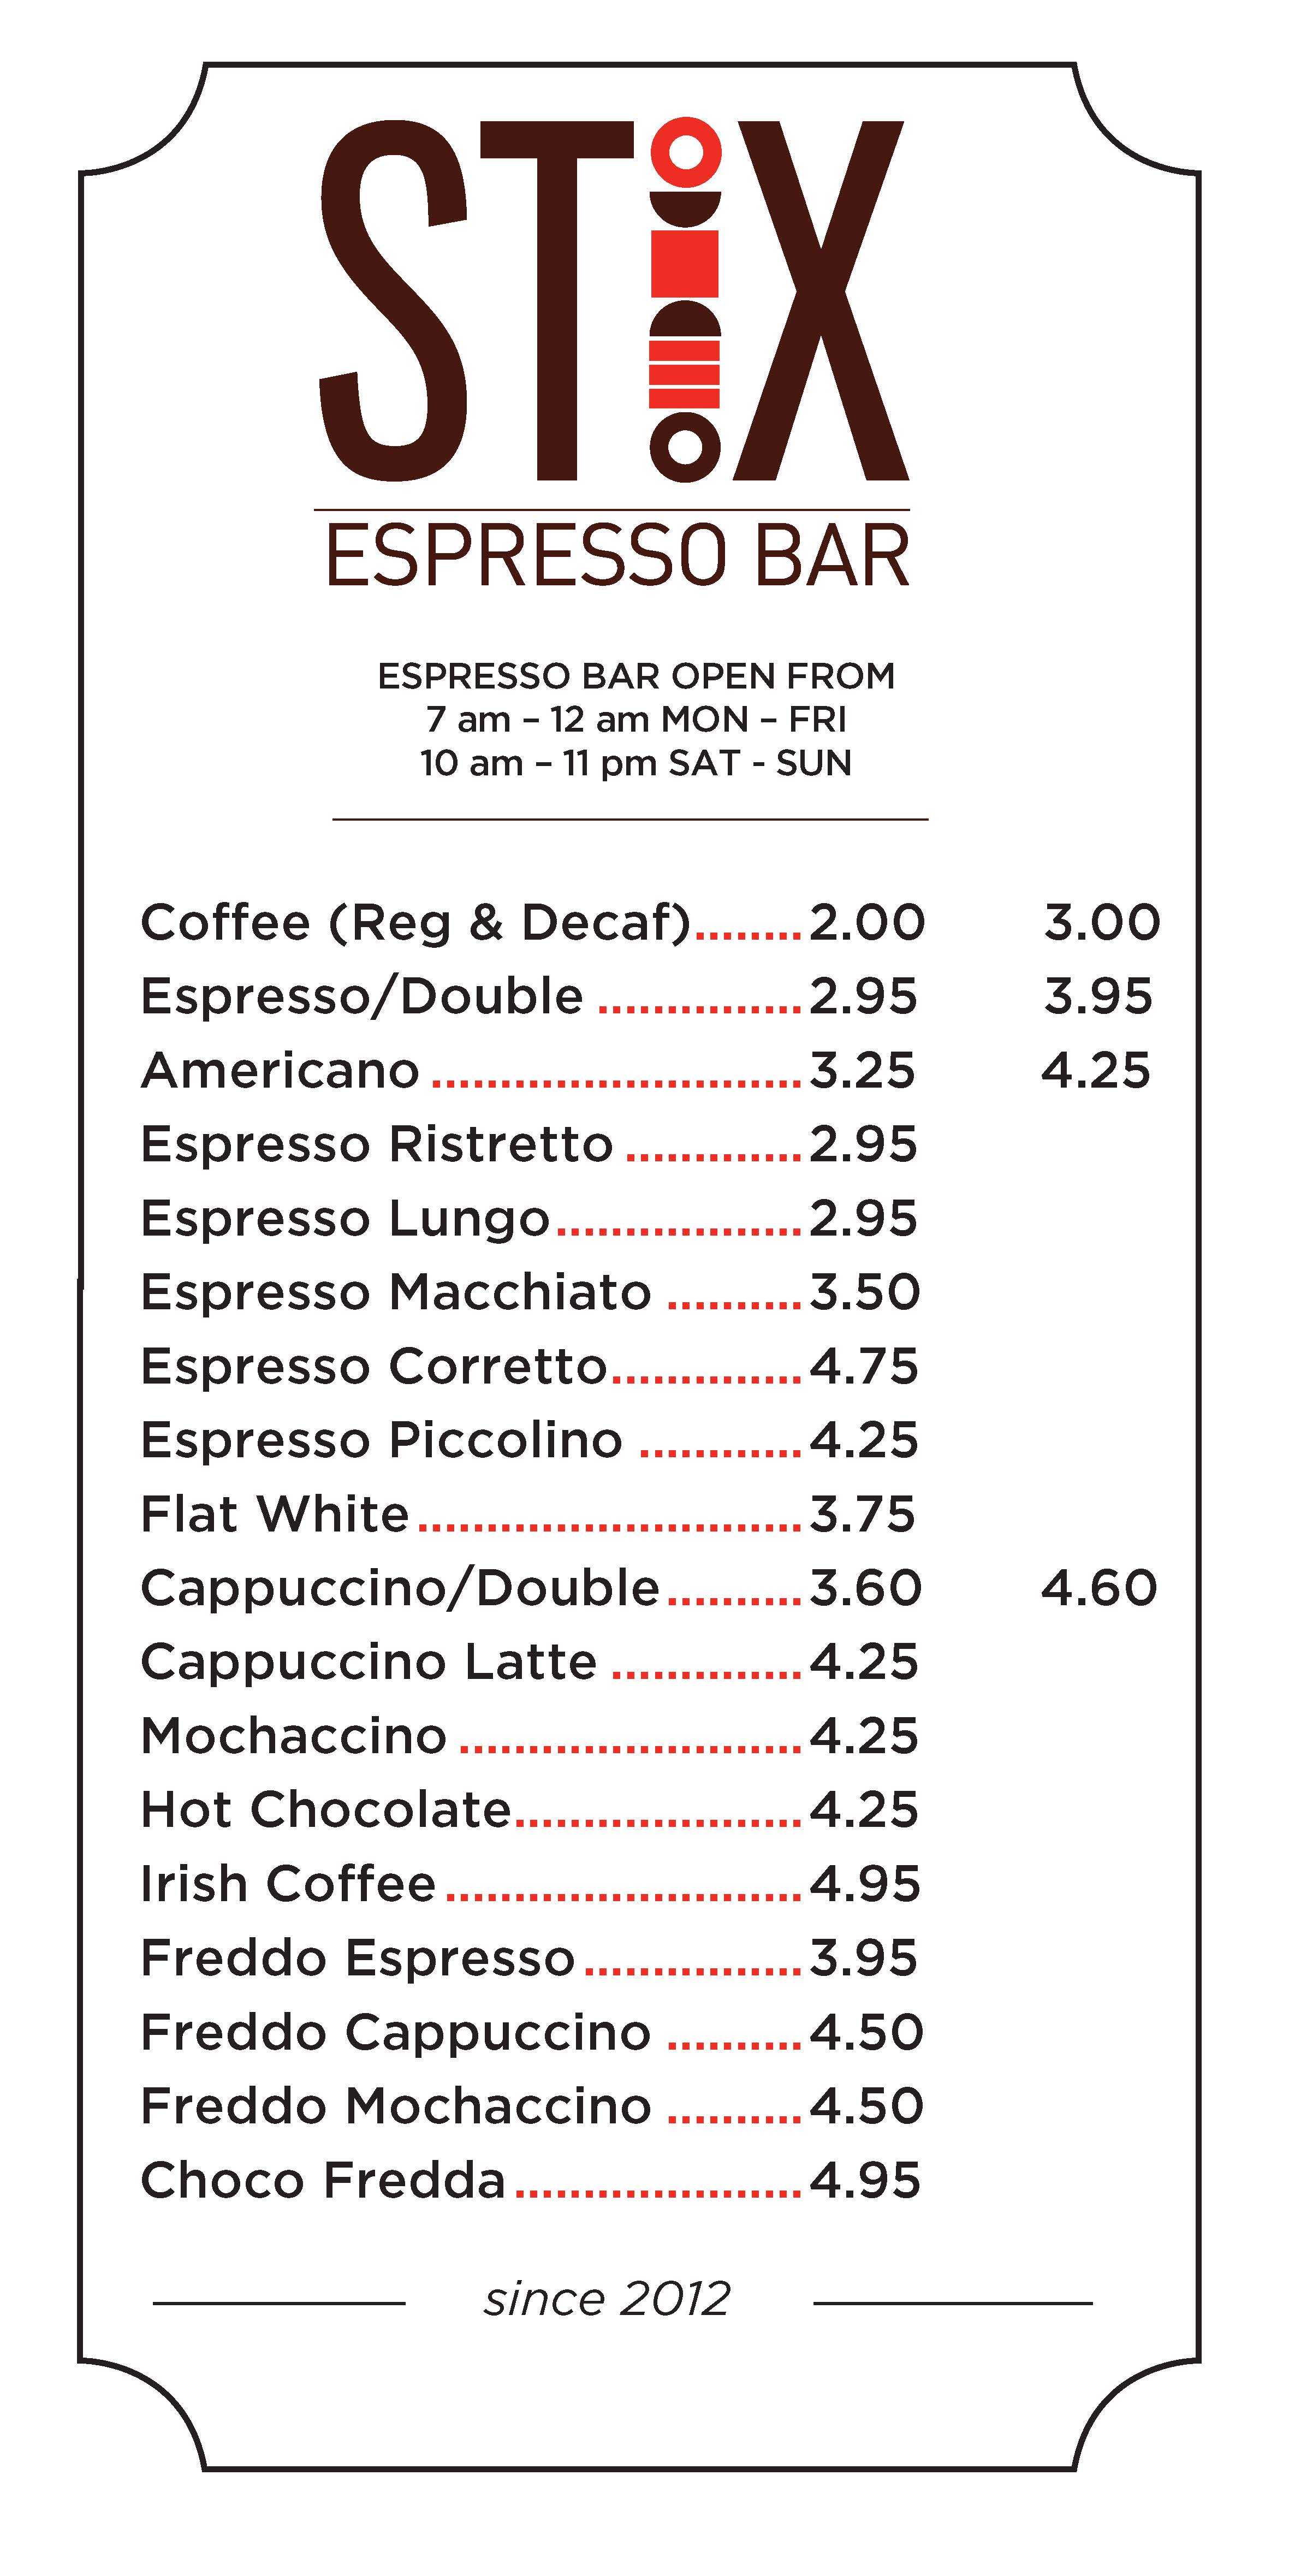 STiX
ESPRESSO BAR
ESPRESSO BAR OPEN FROM
7 am – 12 am MON – FRI
10 am – 11 pm SAT - SUN
Coffee (Reg & Decaf)........2.00 3.00
Espresso/Double ...............2.95 3.95
Americano ...........................3.25 4.25
Espresso Ristretto .............2.95
Espresso Lungo..................2.95
Espresso Macchiato ..........3.50
Espresso Corretto..............4.75
Espresso Piccolino ............4.25
Flat White............................3.75
Cappuccino/Double..........3.60 4.60
Cappuccino Latte ..............4.25
Mochaccino .........................4.25
Hot Chocolate.....................4.25
Irish Coffee ..........................4.95
Freddo Espresso ................3.95
Freddo Cappuccino ..........4.50
Freddo Mochaccino ..........4.50
Choco Fredda .....................4.95
since 2012